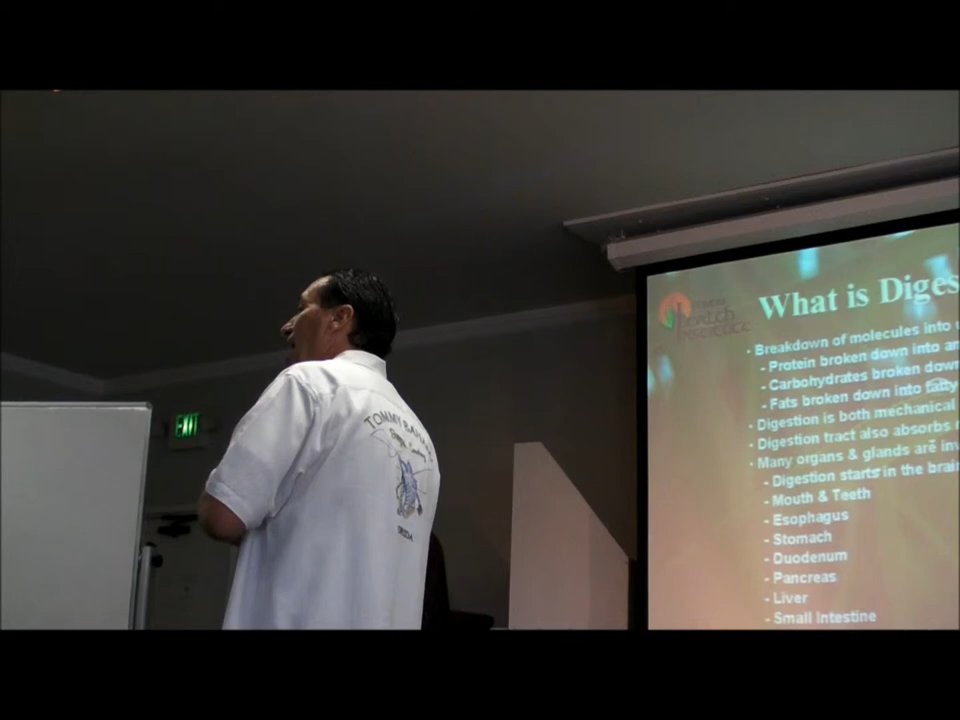 EXIT
TOMMY BAHAMA
HEALTH
INSTITUTE
What is Diges
• Breakdown of molecules into
- Protein broken down into
- Carbohydrates broken down
- Fats broken down into fatty
• Digestion is both mechanical
• Digestion tract also absorbs
• Many organs & glands are
- Digestion starts in the brain
- Mouth & Teeth
- Esophagus
- Stomach
- Duodenum
- Pancreas
- Liver
- Small Intestine